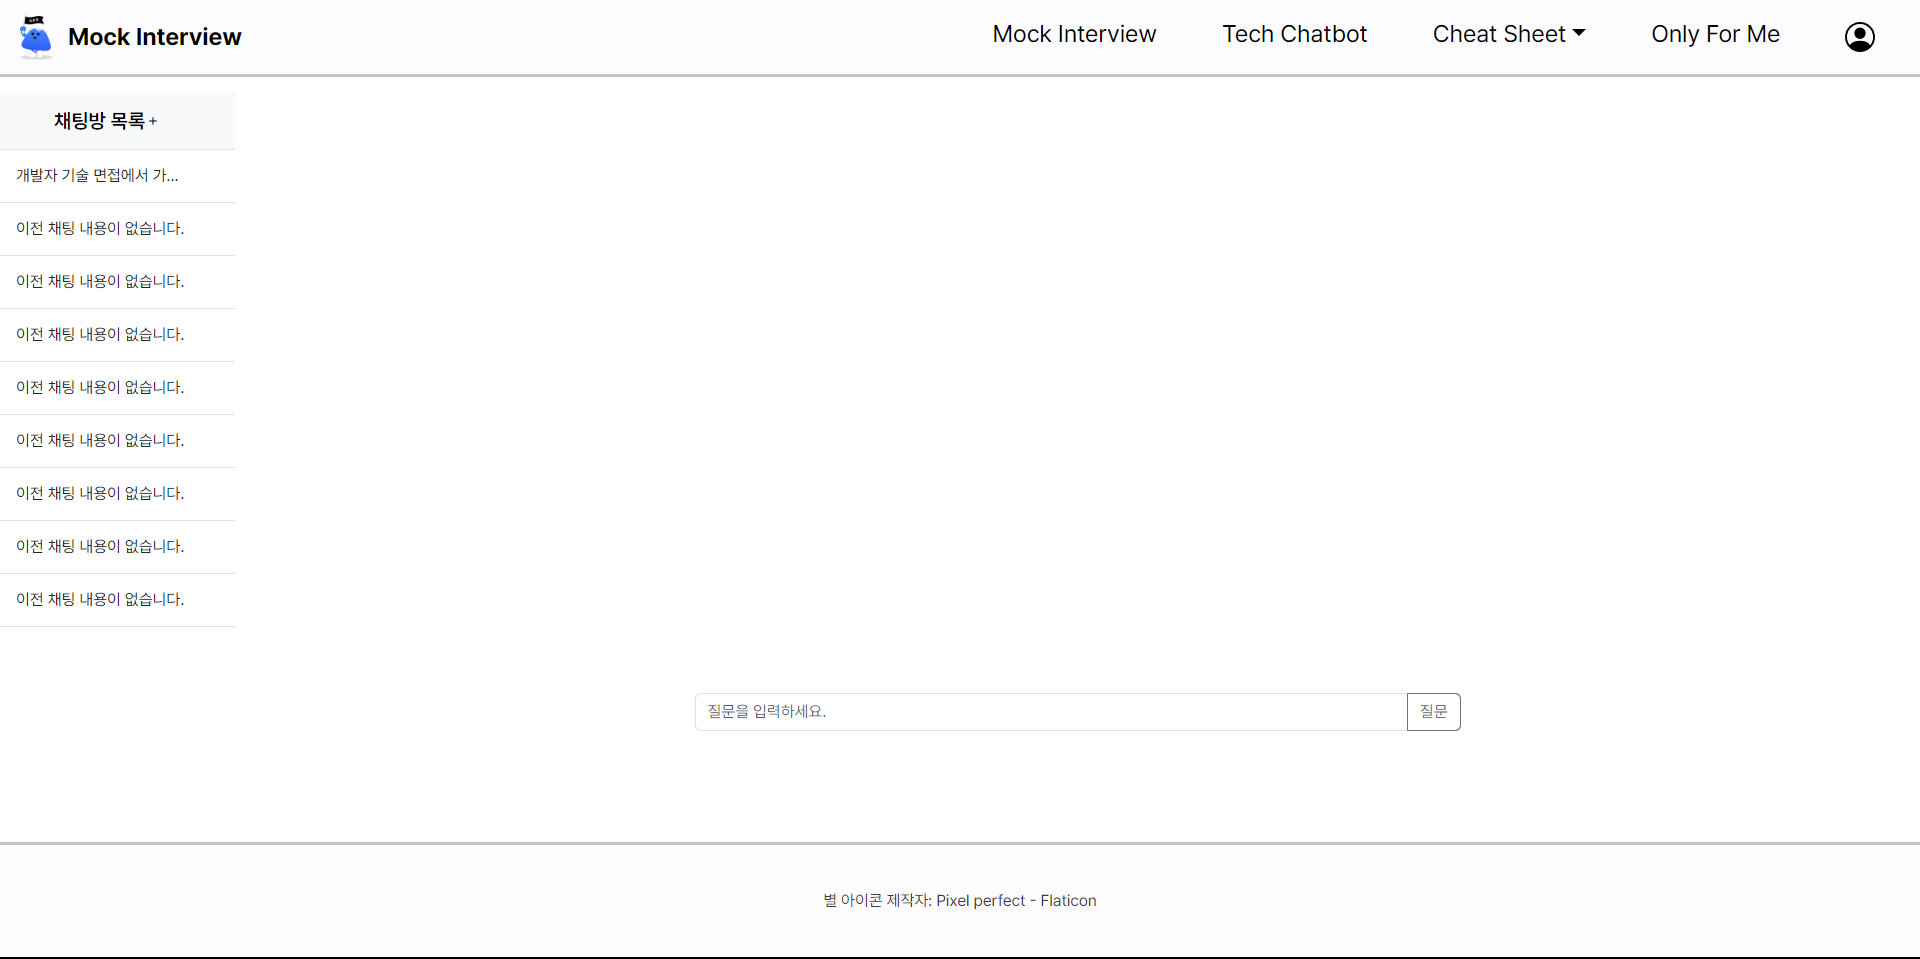 Mock Interview
Mock Interview
Tech Chatbot
Cheat Sheet
Only For Me
채팅방 목록+
개발자 기술 면접에서 가...
이전 채팅 내용이 없습니다.
이전 채팅 내용이 없습니다.
이전 채팅 내용이 없습니다.
이전 채팅 내용이 없습니다.
이전 채팅 내용이 없습니다.
이전 채팅 내용이 없습니다.
이전 채팅 내용이 없습니다.
이전 채팅 내용이 없습니다.
질문을 입력하세요.
질문
별 아이콘 제작자: Pixel perfect - Flaticon